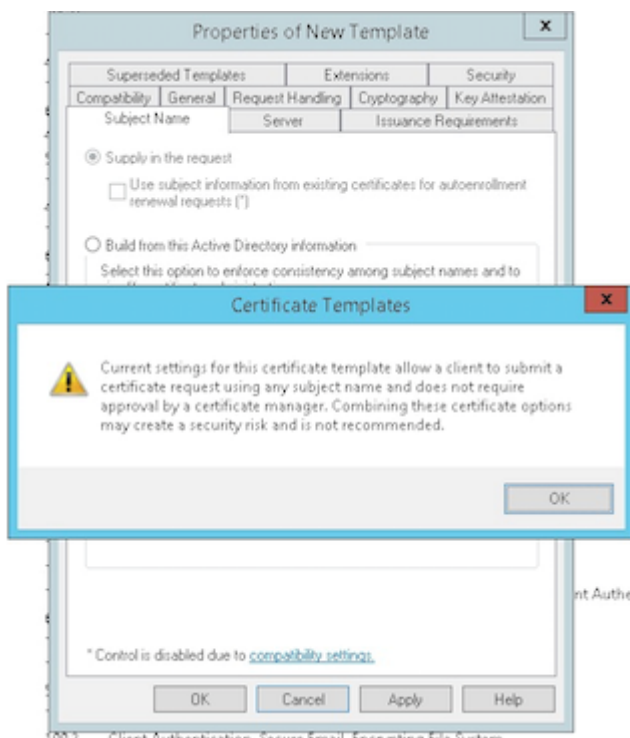 Properties of New Template
x
Superseded Templates Extensions Security
Compatibility General Request Handling Cryptography Key Attestation
Subject Name Server Issuance Requirements
Supply in the request
Use subject information from existing certificates for autoenrollment
renewal requests (*)
Build from this Active Directory information
Select this option to enforce consistency among subject names and to
Certificate Templates
x
Current settings for this certificate template allow a client to submit a
certificate request using any subject name and does not require
approval by a certificate manager. Combining these certificate options
may create a security risk and is not recommended.
OK
nt Authe
* Control is disabled due to compatibility settings.
OK Cancel Apply Help
Client Authentication, Secure Email, Encrypting File System